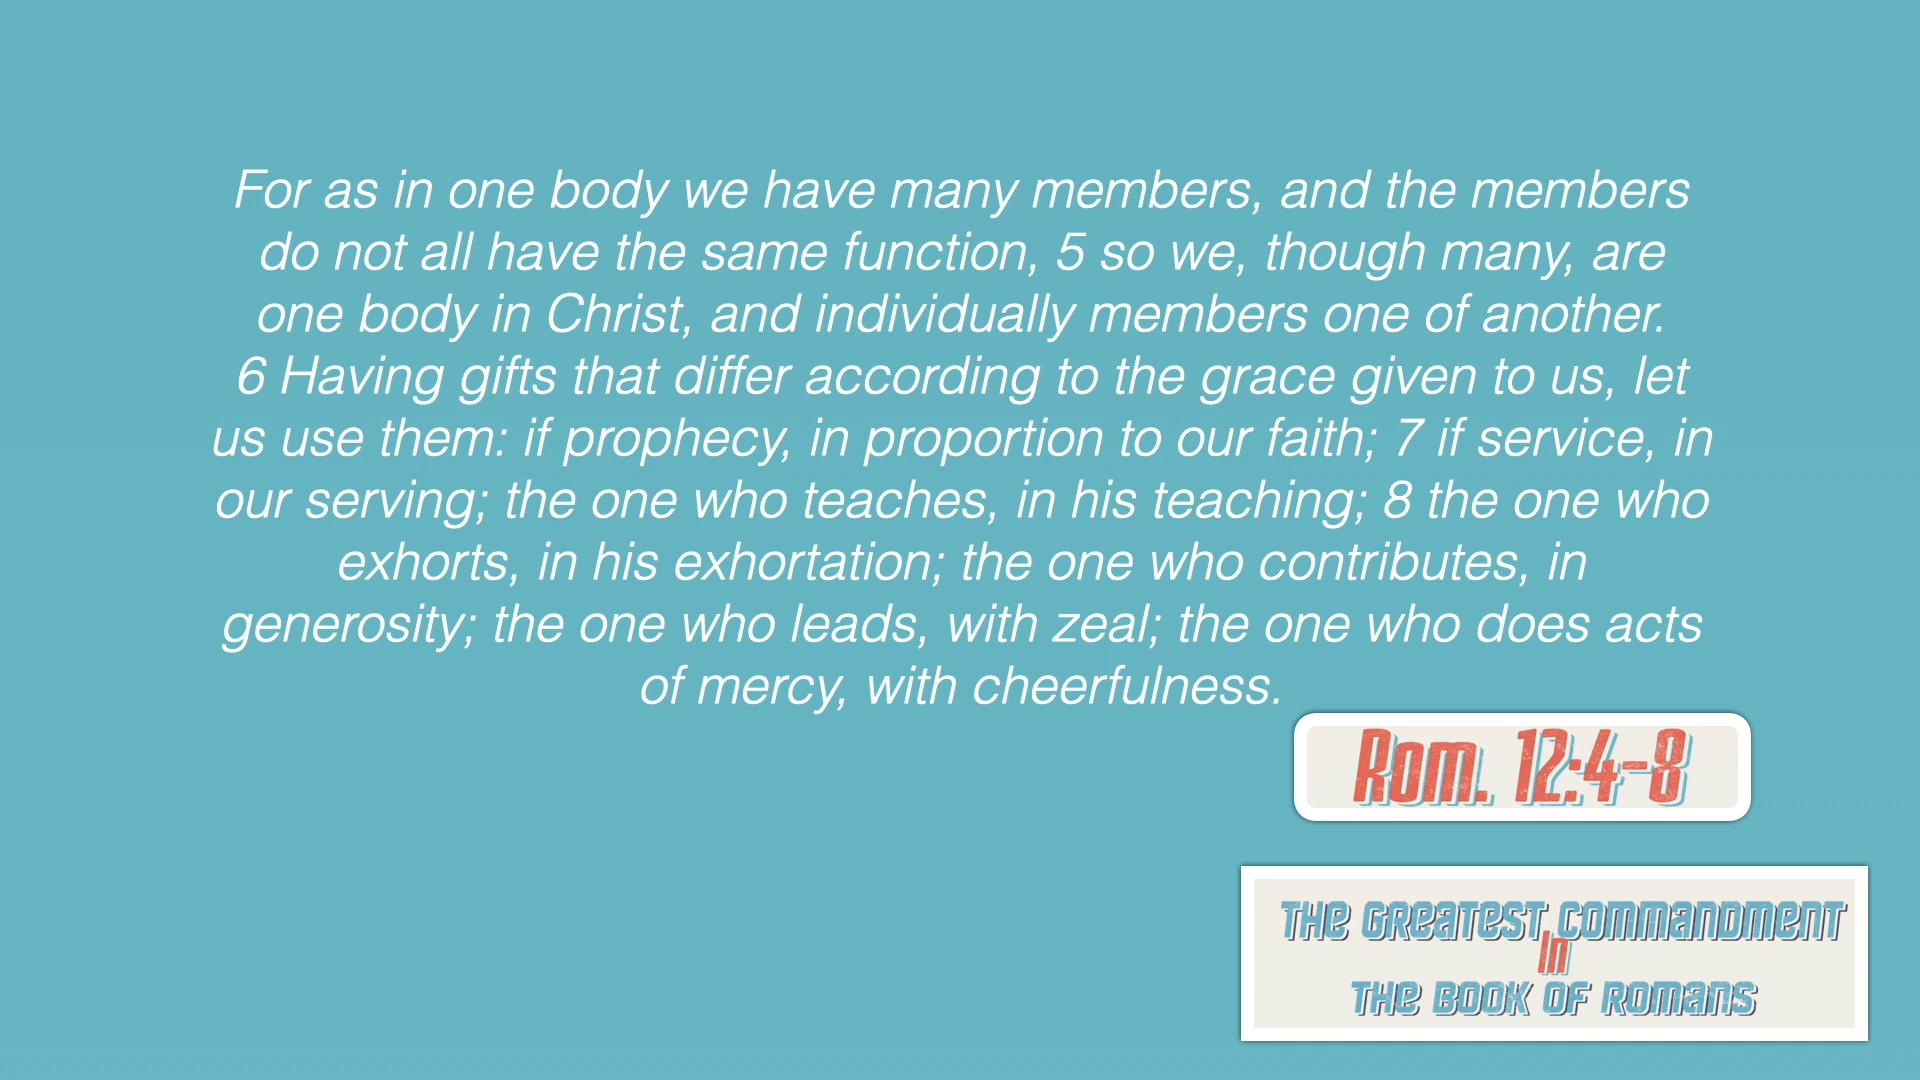 For as in one body we have many members, and the members
do not all have the same function, 5 so we, though many, are
one body in Christ, and individually members one of another.
6 Having gifts that differ according to the grace given to us, let
us use them: if prophecy, in proportion to our faith; 7 if service, in
our serving; the one who teaches, in his teaching; 8 the one who
exhorts, in his exhortation; the one who contributes, in
generosity; the one who leads, with zeal; the one who does acts
of mercy, with cheerfulness.
Rom. 12:4-8
THE GREATEST COMMANDMENT
In
THE BOOK OF ROMANS